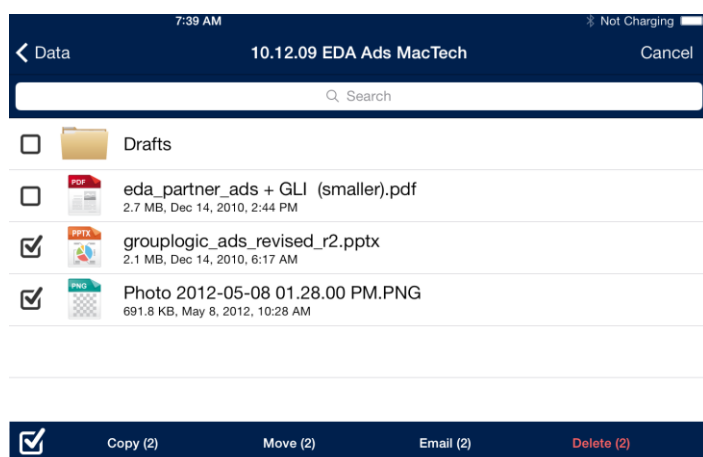 7:39 AM Not Charging
Data 10.12.09 EDA Ads MacTech Cancel
Search
Drafts
PDF
eda_partner_ads + GLI (smaller).pdf
2.7 MB, Dec 14, 2010, 2:44 PM
PPTX
grouplogic_ads_revised_r2.pptx
2.1 MB, Dec 14, 2010, 6:17 AM
PNG
Photo 2012-05-08 01.28.00 PM.PNG
691.8 KB, May 8, 2012, 10:28 AM
Copy (2) Move (2) Email (2) Delete (2)